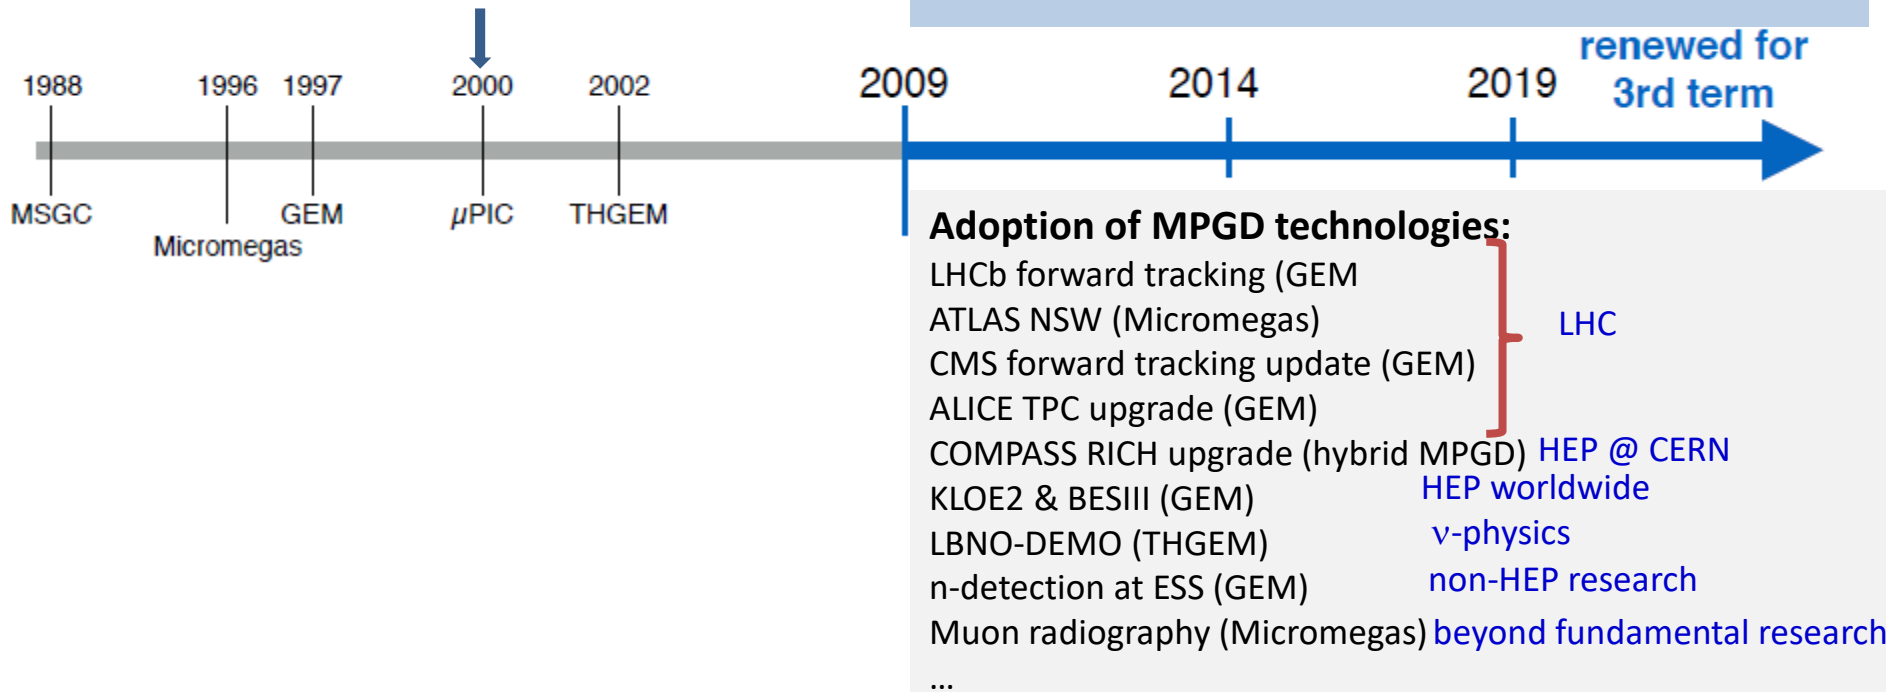 renewed for
3rd term
1988 1996 1997 2000 2002 2009 2014 2019
MSGC GEM µPIC THGEM
Micromegas
Adoption of MPGD technologies:
LHCb forward tracking (GEM
ATLAS NSW (Micromegas)
LHC
CMS forward tracking update (GEM)
ALICE TPC upgrade (GEM)
COMPASS RICH upgrade (hybrid MPGD) HEP @ CERN
KLOE2 & BESIII (GEM) HEP worldwide
LBNO-DEMO (THGEM) ν-physics
n-detection at ESS (GEM) non-HEP research
Muon radiography (Micromegas) beyond fundamental research
…